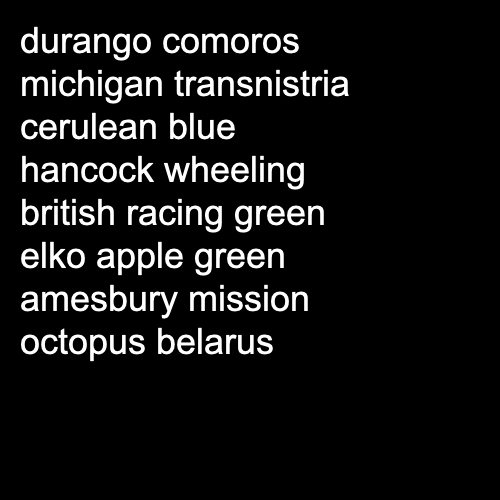 durango comoros
michigan transnistria
cerulean blue
hancock wheeling
british racing green
elko apple green
amesbury mission
octopus belarus